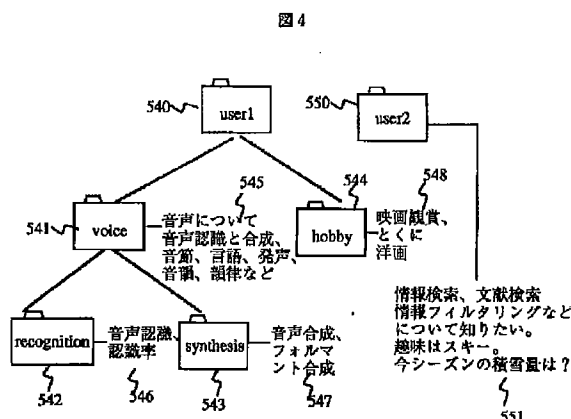 図4
540
user1
550
user2
541
voice
545
音声について
音声認識と合成、
音節、言語、発声、
音韻、韻律など
544
hobby
548
映画観賞、
とくに
洋画
recognition
542
音声認識、
認識率
546
synthesis
543
音声合成、
フォルマ
ント合成
547
情報検索、文献検索
情報フィルタリングなど
について知りたい。
趣味はスキー。
今シーズンの積雪量は？
551